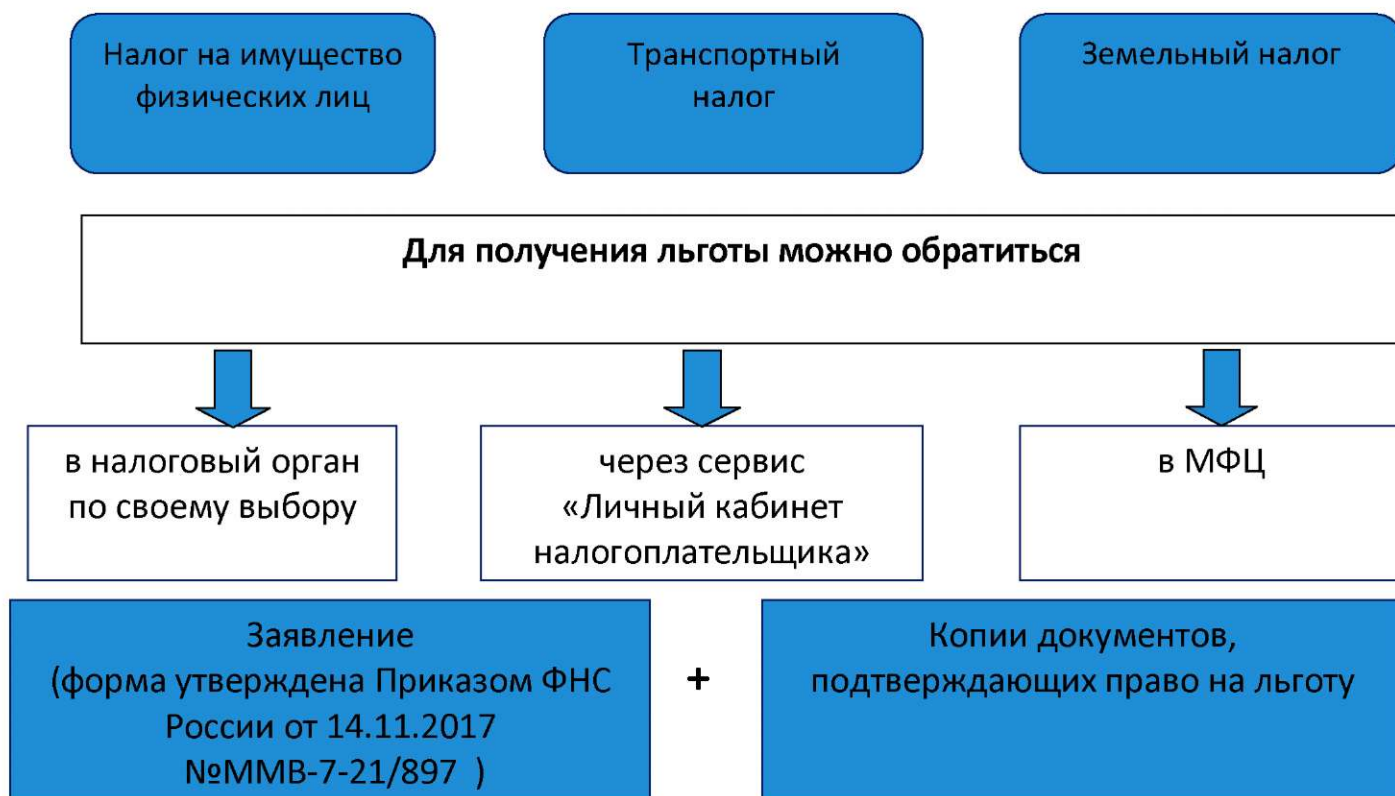 Налог на имущество
физических лиц
Транспортный
налог
Земельный налог
Для получения льготы можно обратиться
в налоговый орган
по своему выбору
через сервис
«Личный кабинет
налогоплательщика»
в МФЦ
Заявление
(форма утверждена Приказом ФНС
России от 14.11.2017
№ММВ-7-21/897 )
+
Копии документов,
подтверждающих право на льготу